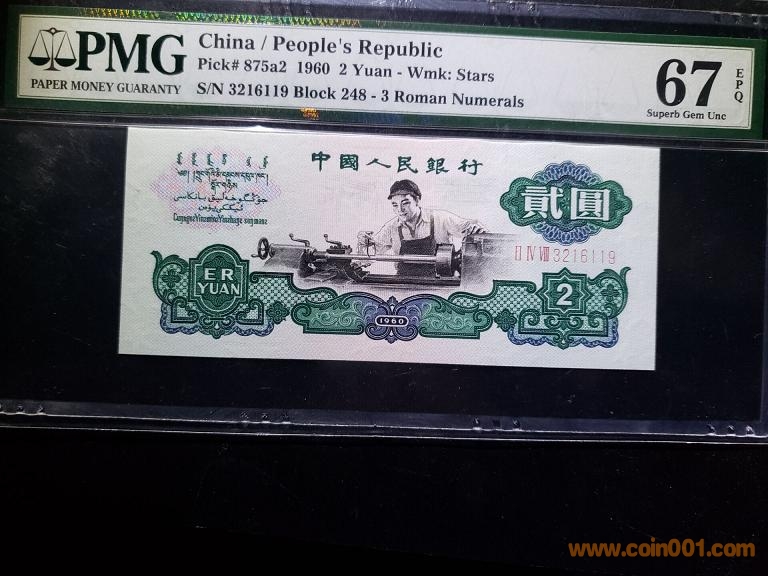 PMG
PAPER MONEY GUARANTY
China / People's Republic
Pick# 875a2 1960 2 Yuan - Wmk: Stars
S/N 3216119 Block 248 - 3 Roman Numerals
67
EPQ
Superb Gem Unc
中國人民銀行
貳圓
ER
YUAN
II IV VIII 3216119
1960
2
www.coin001.com